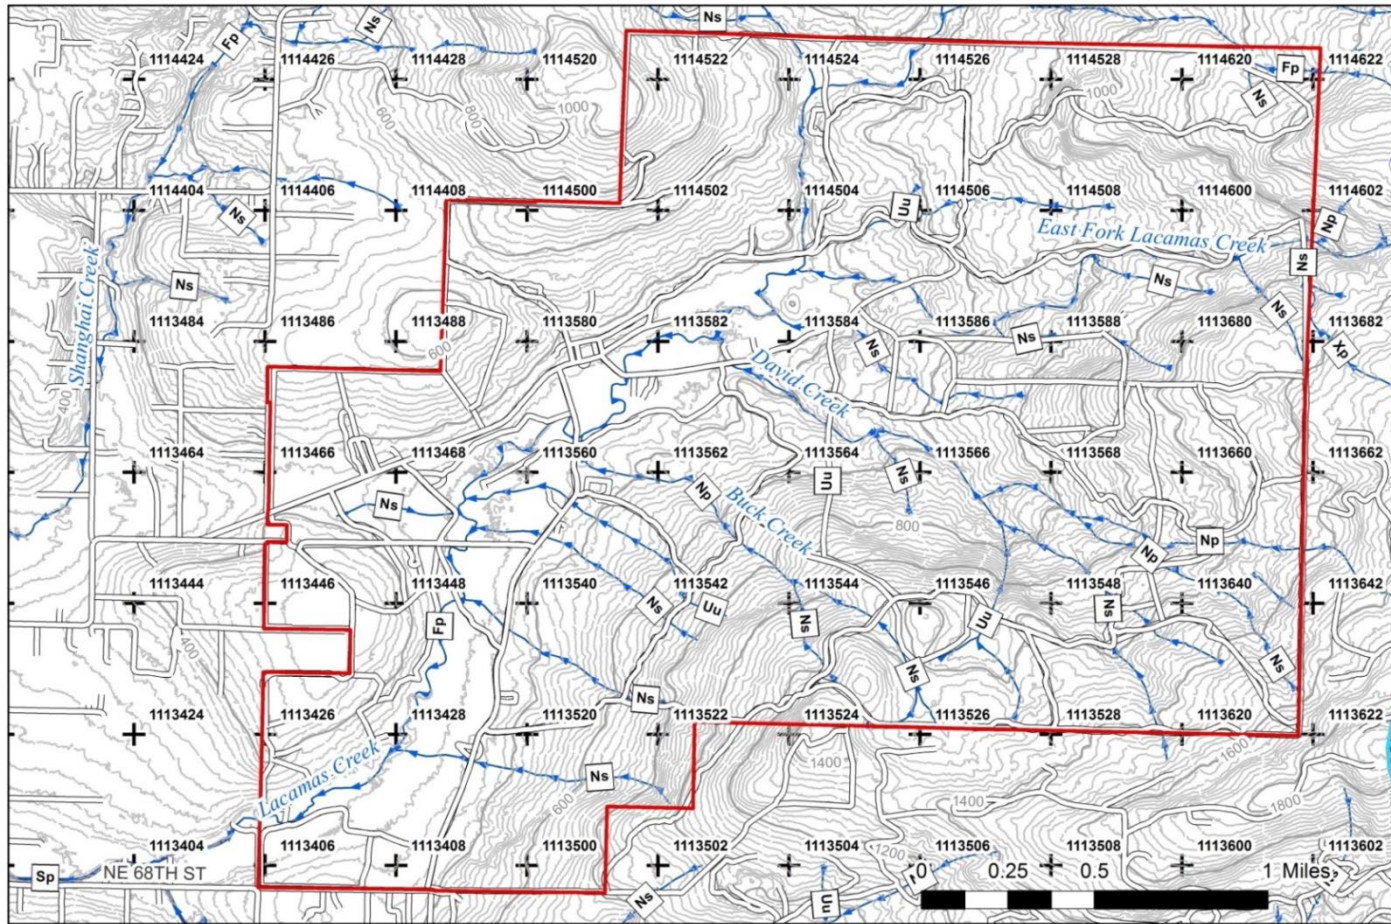 Ns
Fp
Ns
1114424 1114426 1114428 1114520 1114522 1114524 1114526 1114620 1114622
Fp
Ns
1000
600
800
1000
1114404 1114406 1114408 1114500 1114502 1114504 1114506 1114508 1114600 1114602
Ns
Uu
Np
East Fork Lacamas Creek
Ns
Shanghai Creek
Ns
Ns
Ns
1113484 1113486 1113488 1113580 1113582 1113584 1113586 1113588 1113680 1113682
600
Ns
Ns
Xp
David Creek
400
1113464 1113466 1113468 1113560 1113562 1113564 1113566 1113568 1113660 1113662
Ns
Np
Uu
Ns
Buck Creek
800
Np
Np
1113444 1113446 1113448 1113540 1113542 1113544 1113546 1113548 1113640 1113642
Fp
Ns
Uu
Ns
Uu
Ns
400
Ns
Ns
Ns
1113424 1113426 1113428 1113520 1113522 1113524 1113526 1113528 1113620 1113622
Lacamas Creek
Ns
600
1400
1600
1400
1800
1113404 1113406 1113408 1113500 1113502 1113504 1113506 1113508 1113600 1113602
1200
Sp
NE 68TH ST
Ns
Uu
0 0.25 0.5 1 Miles